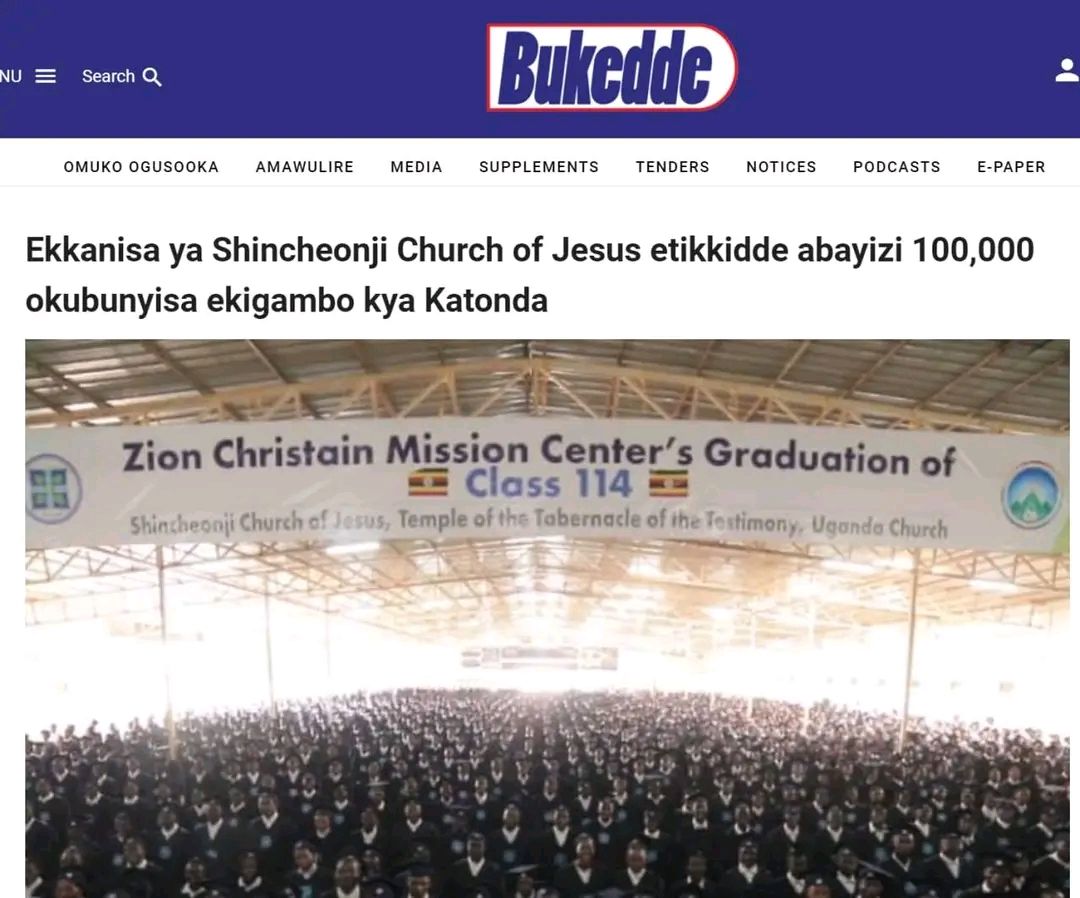 NU
Search
Bukedde
OMUKO OGUSOOKA AMAWULIRE MEDIA SUPPLEMENTS TENDERS NOTICES PODCASTS E-PAPER
Ekkanisa ya Shincheonji Church of Jesus etikkidde abayizi 100,000
okubunyisa ekigambo kya Katonda
Zion Christain Mission Center's Graduation of
Class 114
Shincheonji Church of Jesus, Temple of the Tabernacle of the Testimony, Uganda Church